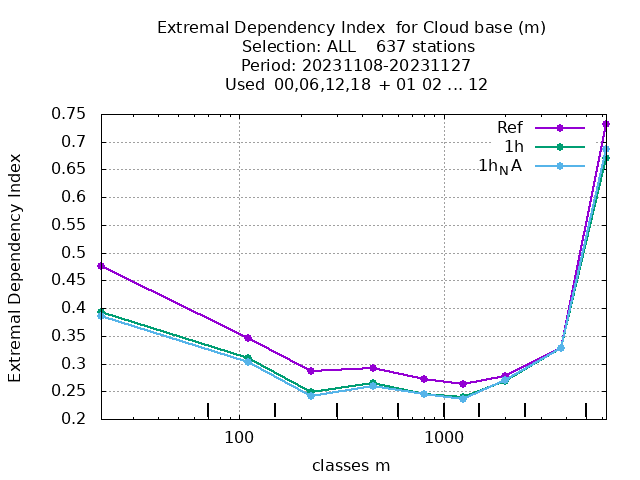 Extremal Dependency Index  for Cloud base (m)
Selection: ALL    637 stations
Period: 20231108-20231127
Used  00,06,12,18  + 01 02 ... 12
0.75
0.7
0.65
0.6
0.55
0.5
0.45
0.4
0.35
0.3
0.25
0.2
Extremal Dependency Index
Ref
1h
1h_NA
100
1000
classes m